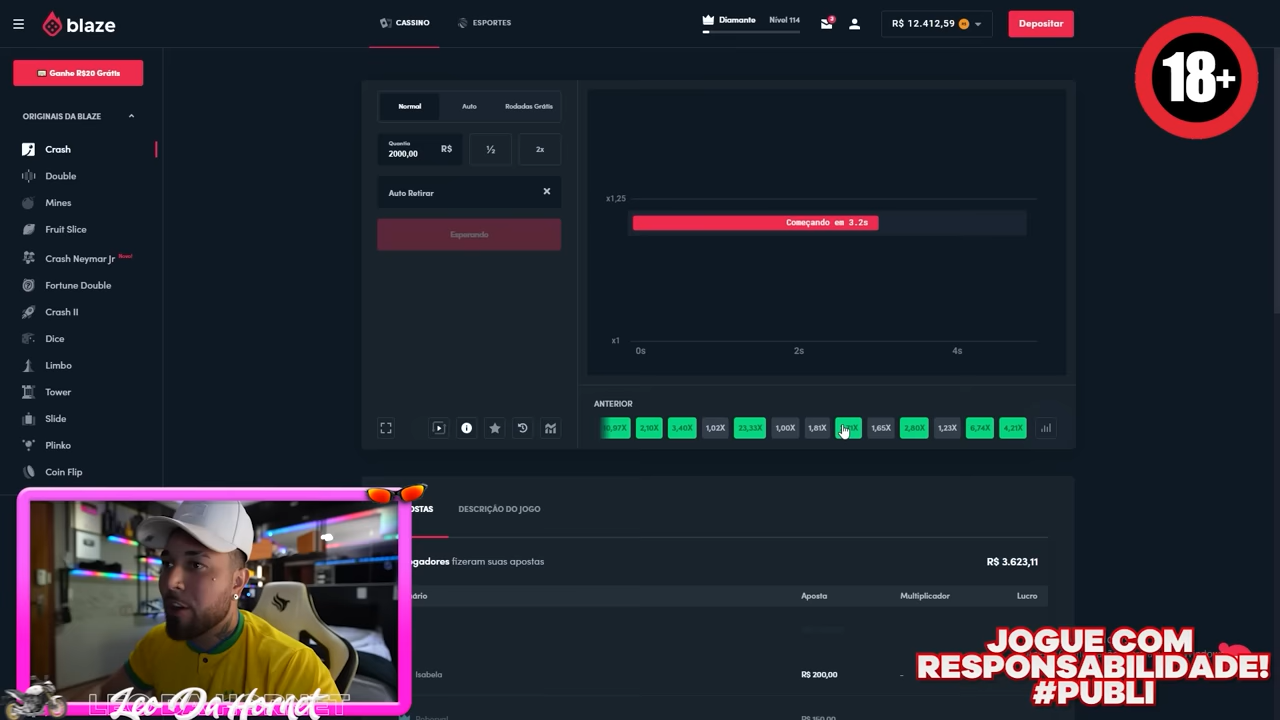 blaze
CASSINO
ESPORTES
Diamante
Nível 114
3
R$ 12.412,59
Depositar
18+
Ganhe R$20 Grátis
ORIGINAIS DA BLAZE
Crash
Double
Mines
Fruit Slice
Crash Neymar Jr Novo!
Fortune Double
Crash II
Dice
Limbo
Tower
Slide
Plinko
Coin Flip
Normal
Auto
Rodadas Grátis
Quantia
2000,00
R$
½
2x
Auto Retirar
Esperando
x1,25
Começando em 3.2s
x1
0s
2s
4s
ANTERIOR
2,10X
3,40X
1,02X
23,33X
1,00X
1,81X
1,65X
2,80X
1,23X
6,74X
4,21X
DESCRIÇÃO DO JOGO
fizeram suas apostas
R$ 3.623,11
Aposta
Multiplicador
Lucro
Isabela
R$ 200,00
-
JOGUE COM
RESPONSABILIDADE!
#PUBLI
Leo Da Hornet